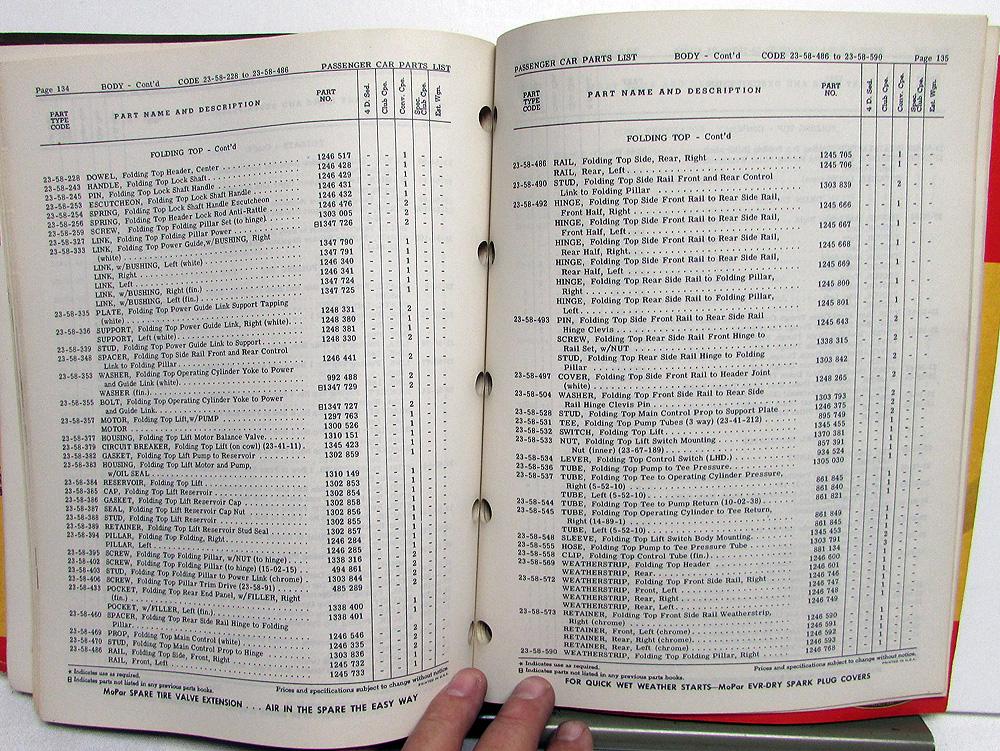 Page 134 BODY - Cont'd CODE 23-58-228 to 23-58-486 PASSENGER CAR PARTS LIST
PART TYPE CODE PART NAME AND DESCRIPTION PART NO. 4 D. Sed. Club Cpe. Conv. Cpe. Spec. Club Cpe. Est. Wgn.
FOLDING TOP - Cont'd
23-58-228 DOWEL, Folding Top Header, Center 1246 517
23-58-243 HANDLE, Folding Top Lock Shaft 1246 428
23-58-245 PIN, Folding Top Lock Shaft Handle 1246 429
23-58-253 ESCUTCHEON, Folding Top Lock Shaft Handle 1246 431
23-58-254 SPRING, Folding Top Lock Shaft Handle Escutcheon 1246 432
23-58-256 SPRING, Folding Top Header Lock Rod Anti-Rattle 1246 476
23-58-259 SCREW, Folding Top Folding Pillar Set (to hinge) 1303 005
23-58-327 LINK, Folding Top Folding Pillar Power 1347 726
23-58-333 LINK, Folding Top Power Guide, w/BUSHING, Right
(white) 1347 790
LINK, w/BUSHING, Left (white) 1347 791
LINK, Right 1246 340
LINK, Left 1246 341
LINK, w/BUSHING, Right (fin.) 1347 724
LINK, w/BUSHING, Left (fin.) 1347 725
23-58-335 PLATE, Folding Top Power Guide Link Support Tapping
(white) 1248 331
23-58-336 SUPPORT, Folding Top Power Guide Link, Right (white) 1248 380
SUPPORT, Left (white) 1248 381
23-58-339 STUD, Folding Top Power Guide Link to Support 1248 330
23-58-348 SPACER, Folding Top Side Rail Front and Rear Control
Link to Folding Pillar 1246 441
23-58-353 WASHER, Folding Top Operating Cylinder Yoke to Power
and Guide Link (white) 992 488
WASHER (fin.) 1347 729
23-58-355 BOLT, Folding Top Operating Cylinder Yoke to Power
and Guide Link 1347 727
23-58-357 MOTOR, Folding Top Lift, w/PUMP 1297 763
MOTOR 1300 526
23-58-377 HOUSING, Folding Top Lift Motor Balance Valve 1310 151
23-58-379 CIRCUIT BREAKER, Folding Top Lift (on cowl) (23-41-11) 1345 423
23-58-382 GASKET, Folding Top Lift Pump to Reservoir 1302 859
23-58-383 HOUSING, Folding Top Lift Motor and Pump,
w/OIL SEAL 1310 149
23-58-384 RESERVOIR, Folding Top Lift 1302 853
23-58-385 CAP, Folding Top Lift Reservoir 1302 854
23-58-386 GASKET, Folding Top Lift Reservoir Cap 1302 858
23-58-387 SEAL, Folding Top Lift Reservoir Cap Nut 1302 856
23-58-388 STUD, Folding Top Lift Reservoir 1302 855
23-58-389 RETAINER, Folding Top Lift Reservoir Stud Seal 1302 857
23-58-394 PILLAR, Folding Top Folding, Right 1246 284
PILLAR, Left 1246 285
23-58-395 SCREW, Folding Top Folding Pillar, w/NUT (to hinge) 1338 316
23-58-402 SCREW, Folding Top Folding Pillar (to hinge) (15-02-15) 494 861
23-58-403 STUD, Folding Top Folding Pillar to Power Link (chrome) 1303 844
23-58-406 SCREW, Folding Top Pillar Trim Drive (23-58-91) 485 289
23-58-433 POCKET, Folding Top Rear End Panel, w/FILLER, Right
(fin.) 1338 400
POCKET, w/FILLER, Left (fin.) 1338 401
23-58-460 SPACER, Folding Top Rear Side Rail Hinge to Folding
Pillar 1246 546
23-58-469 PROP, Folding Top Main Control (white) 1246 335
23-58-470 STUD, Folding Top Main Control Prop to Hinge 1303 836
23-58-486 RAIL, Folding Top Side, Front, Right 1245 732
RAIL, Front, Left 1245 733
* Indicates use as required.
Indicates parts not listed in any previous parts books. Prices and specifications subject to change without notice.
PRINTED IN U.S.A.
MoPar SPARE TIRE VALVE EXTENSION . . . AIR IN THE SPARE THE EASY WAY
PASSENGER CAR PARTS LIST BODY - Cont'd CODE 23-58-486 to 23-58-590 Page 135
PART TYPE CODE PART NAME AND DESCRIPTION PART NO. 4 D. Sed. Club Cpe. Conv. Cpe. Spec. Club Cpe. Est. Wgn.
FOLDING TOP - Cont'd
23-58-486 RAIL, Folding Top Side, Rear, Right 1245 705
RAIL, Rear, Left 1245 706
23-58-490 STUD, Folding Top Side Rail Front and Rear Control
Link to Folding Pillar 1303 839
23-58-492 HINGE, Folding Top Side Front Rail to Rear Side Rail,
Front Half, Right 1245 666
HINGE, Folding Top Side Front Rail to Rear Side Rail,
Front Half, Left 1245 667
HINGE, Folding Top Side Front Rail to Rear Side Rail,
Rear Half, Right 1245 668
HINGE, Folding Top Side Front Rail to Rear Side Rail,
Rear Half, Left 1245 669
HINGE, Folding Top Rear Side Rail to Folding Pillar,
Right 1245 800
HINGE, Folding Top Rear Side Rail to Folding Pillar,
Left 1245 801
23-58-493 PIN, Folding Top Side Front Rail to Rear Side Rail
Hinge Clevis 1245 643
SCREW, Folding Top Rear Side Rail Front Hinge to
Rail Set, w/NUT 1338 315
STUD, Folding Top Rear Side Rail Hinge to Folding
Pillar 1303 842
23-58-497 COVER, Folding Top Side Front Rail to Header Joint
(white) 1248 265
23-58-504 WASHER, Folding Top Front Side Rail to Rear Side
Rail Hinge Clevis Pin 1303 793
23-58-528 STUD, Folding Top Main Control Prop to Support Plate 1246 375
23-58-531 TEE, Folding Top Pump Tubes (3 way) (23-41-212) 895 749
23-58-532 SWITCH, Folding Top Lift 1345 455
23-58-533 NUT, Folding Top Lift Switch Mounting 1370 381
Nut (inner) (23-67-189) 857 391
23-58-534 LEVER, Folding Top Control Switch (LHD.) 934 524
23-58-536 TUBE, Folding Top Pump to Tee Pressure 1305 030
23-58-537 TUBE, Folding Top Tee to Operating Cylinder Pressure,
Right (5-52-10) 861 845
TUBE, Left (5-52-10) 861 840
23-58-544 TUBE, Folding Top Tee to Pump Return (10-02-38) 861 821
23-58-545 TUBE, Folding Top Operating Cylinder to Tee Return,
Right (14-89-1) 861 849
TUBE, Left (5-52-10) 861 845
23-58-548 SLEEVE, Folding Top Lift Switch Body Mounting 1345 453
23-58-555 HOSE, Folding Top Pump to Tee Pressure Tube 1303 791
23-58-558 CLIP, Folding Top Control Tube (fin.) 881 134
23-58-569 WEATHERSTRIP, Folding Top Header 1246 600
WEATHERSTRIP, Rear 1246 601
23-58-572 WEATHERSTRIP, Folding Top Front Side Rail, Right 1246 746
WEATHERSTRIP, Front, Left 1246 747
WEATHERSTRIP, Rear, Right 1246 748
WEATHERSTRIP, Rear, Left 1246 749
23-58-573 RETAINER, Folding Top Front Side Rail Weatherstrip,
Right (chrome) 1246 590
RETAINER, Front, Left (chrome) 1246 591
RETAINER, Rear, Right (chrome) 1246 592
RETAINER, Rear, Left (chrome) 1246 593
23-58-590 WEATHERSTRIP, Folding Top Folding Pillar, Right 1246 768
* Indicates use as required.
Indicates parts not listed in any previous parts books. Prices and specifications subject to change without notice.
PRINTED IN U.S.A.
FOR QUICK WET WEATHER STARTS—MoPar EVR-DRY SPARK PLUG COVERS